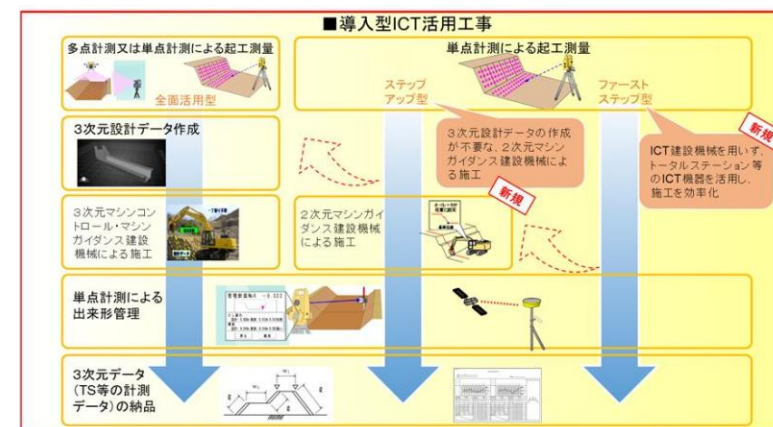 ■導入型ICT活用工事
多点計測又は単点計測による起工測量
全面活用型
単点計測による起工測量
ステップ
アップ型
ファースト
ステップ型
3次元設計データ作成
3次元設計データの作成
が不要な、2次元マシン
ガイダンス建設機械によ
る施工
新規
ICT建設機械を用いず、
トータルステーション等
のICT機器を活用し、
施工を効率化
新規
3次元マシンコン
トロール・マシン
ガイダンス建設
機械による施工
2次元マシンガイ
ダンス建設機械
による施工
単点計測による
出来形管理
3次元データ
(TS等の計測
データ)の納品